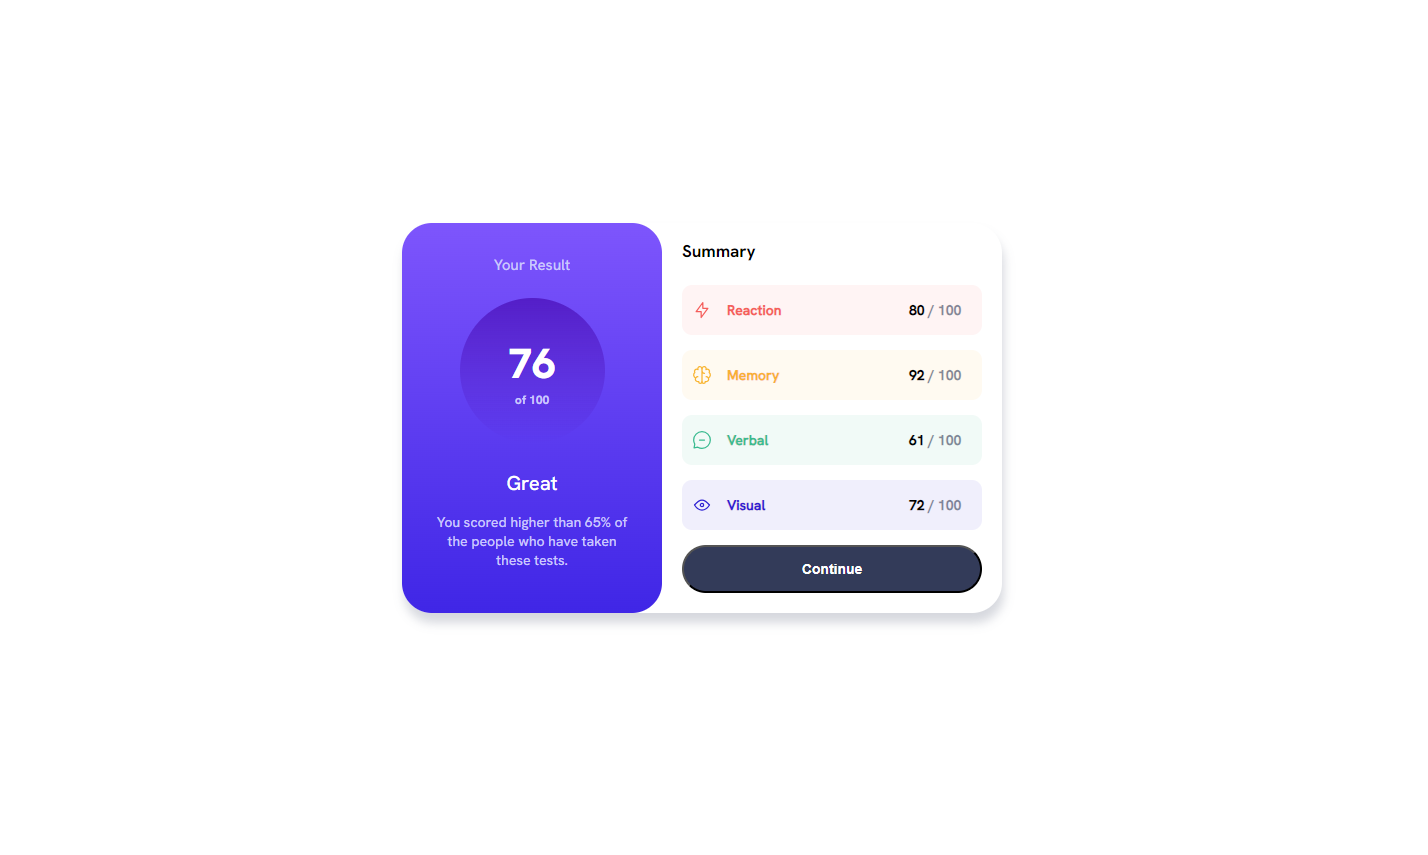 Your Result
76
of 100
Great
You scored higher than 65% of
the people who have taken
these tests.
Summary
Reaction 80 / 100
Memory 92 / 100
Verbal 61 / 100
Visual 72 / 100
Continue